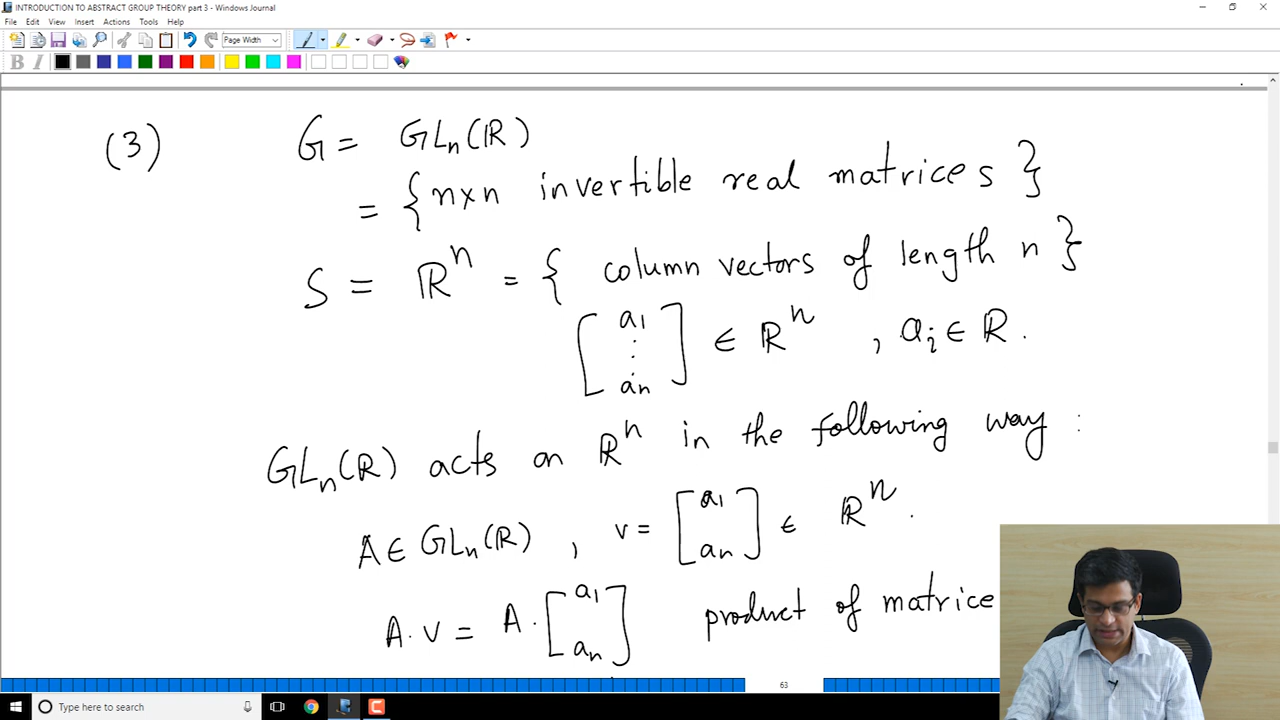 INTRODUCTION TO ABSTRACT GROUP THEORY part 3 - Windows Journal
File Edit View Insert Actions Tools Help
Page Width
B I
(3) G = GLn(ℝ)
= { n×n invertible real matrices }
S = ℝ^n = { column vectors of length n }
[ a1 ⋮ an ] ∈ ℝ^n , ai ∈ ℝ.
GLn(ℝ) acts on ℝ^n in the following way :
A ∈ GLn(ℝ) , v = [ a1 an ] ∈ ℝ^n .
A · v = A · [ a1 an ] product of matrice
63
Type here to search